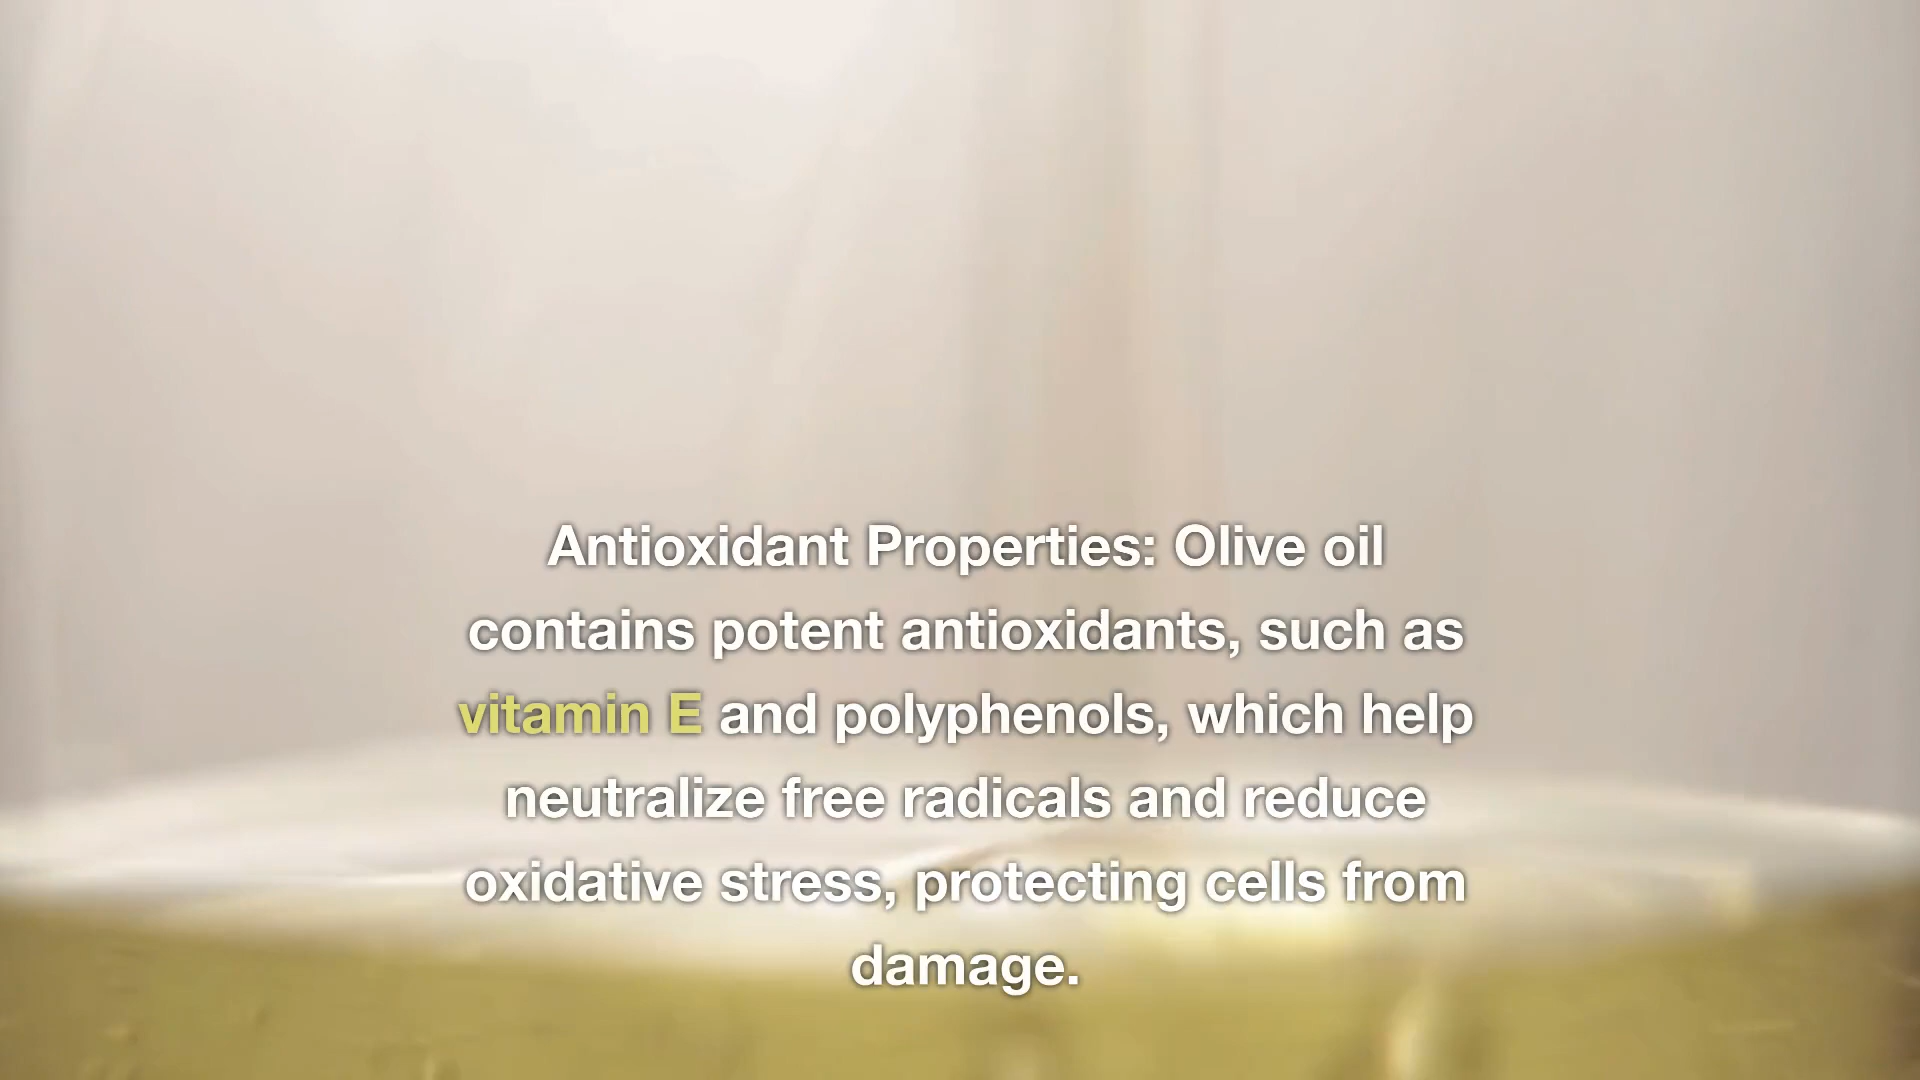 Antioxidant Properties: Olive oil
contains potent antioxidants, such as
vitamin E and polyphenols, which help
neutralize free radicals and reduce
oxidative stress, protecting cells from
damage.